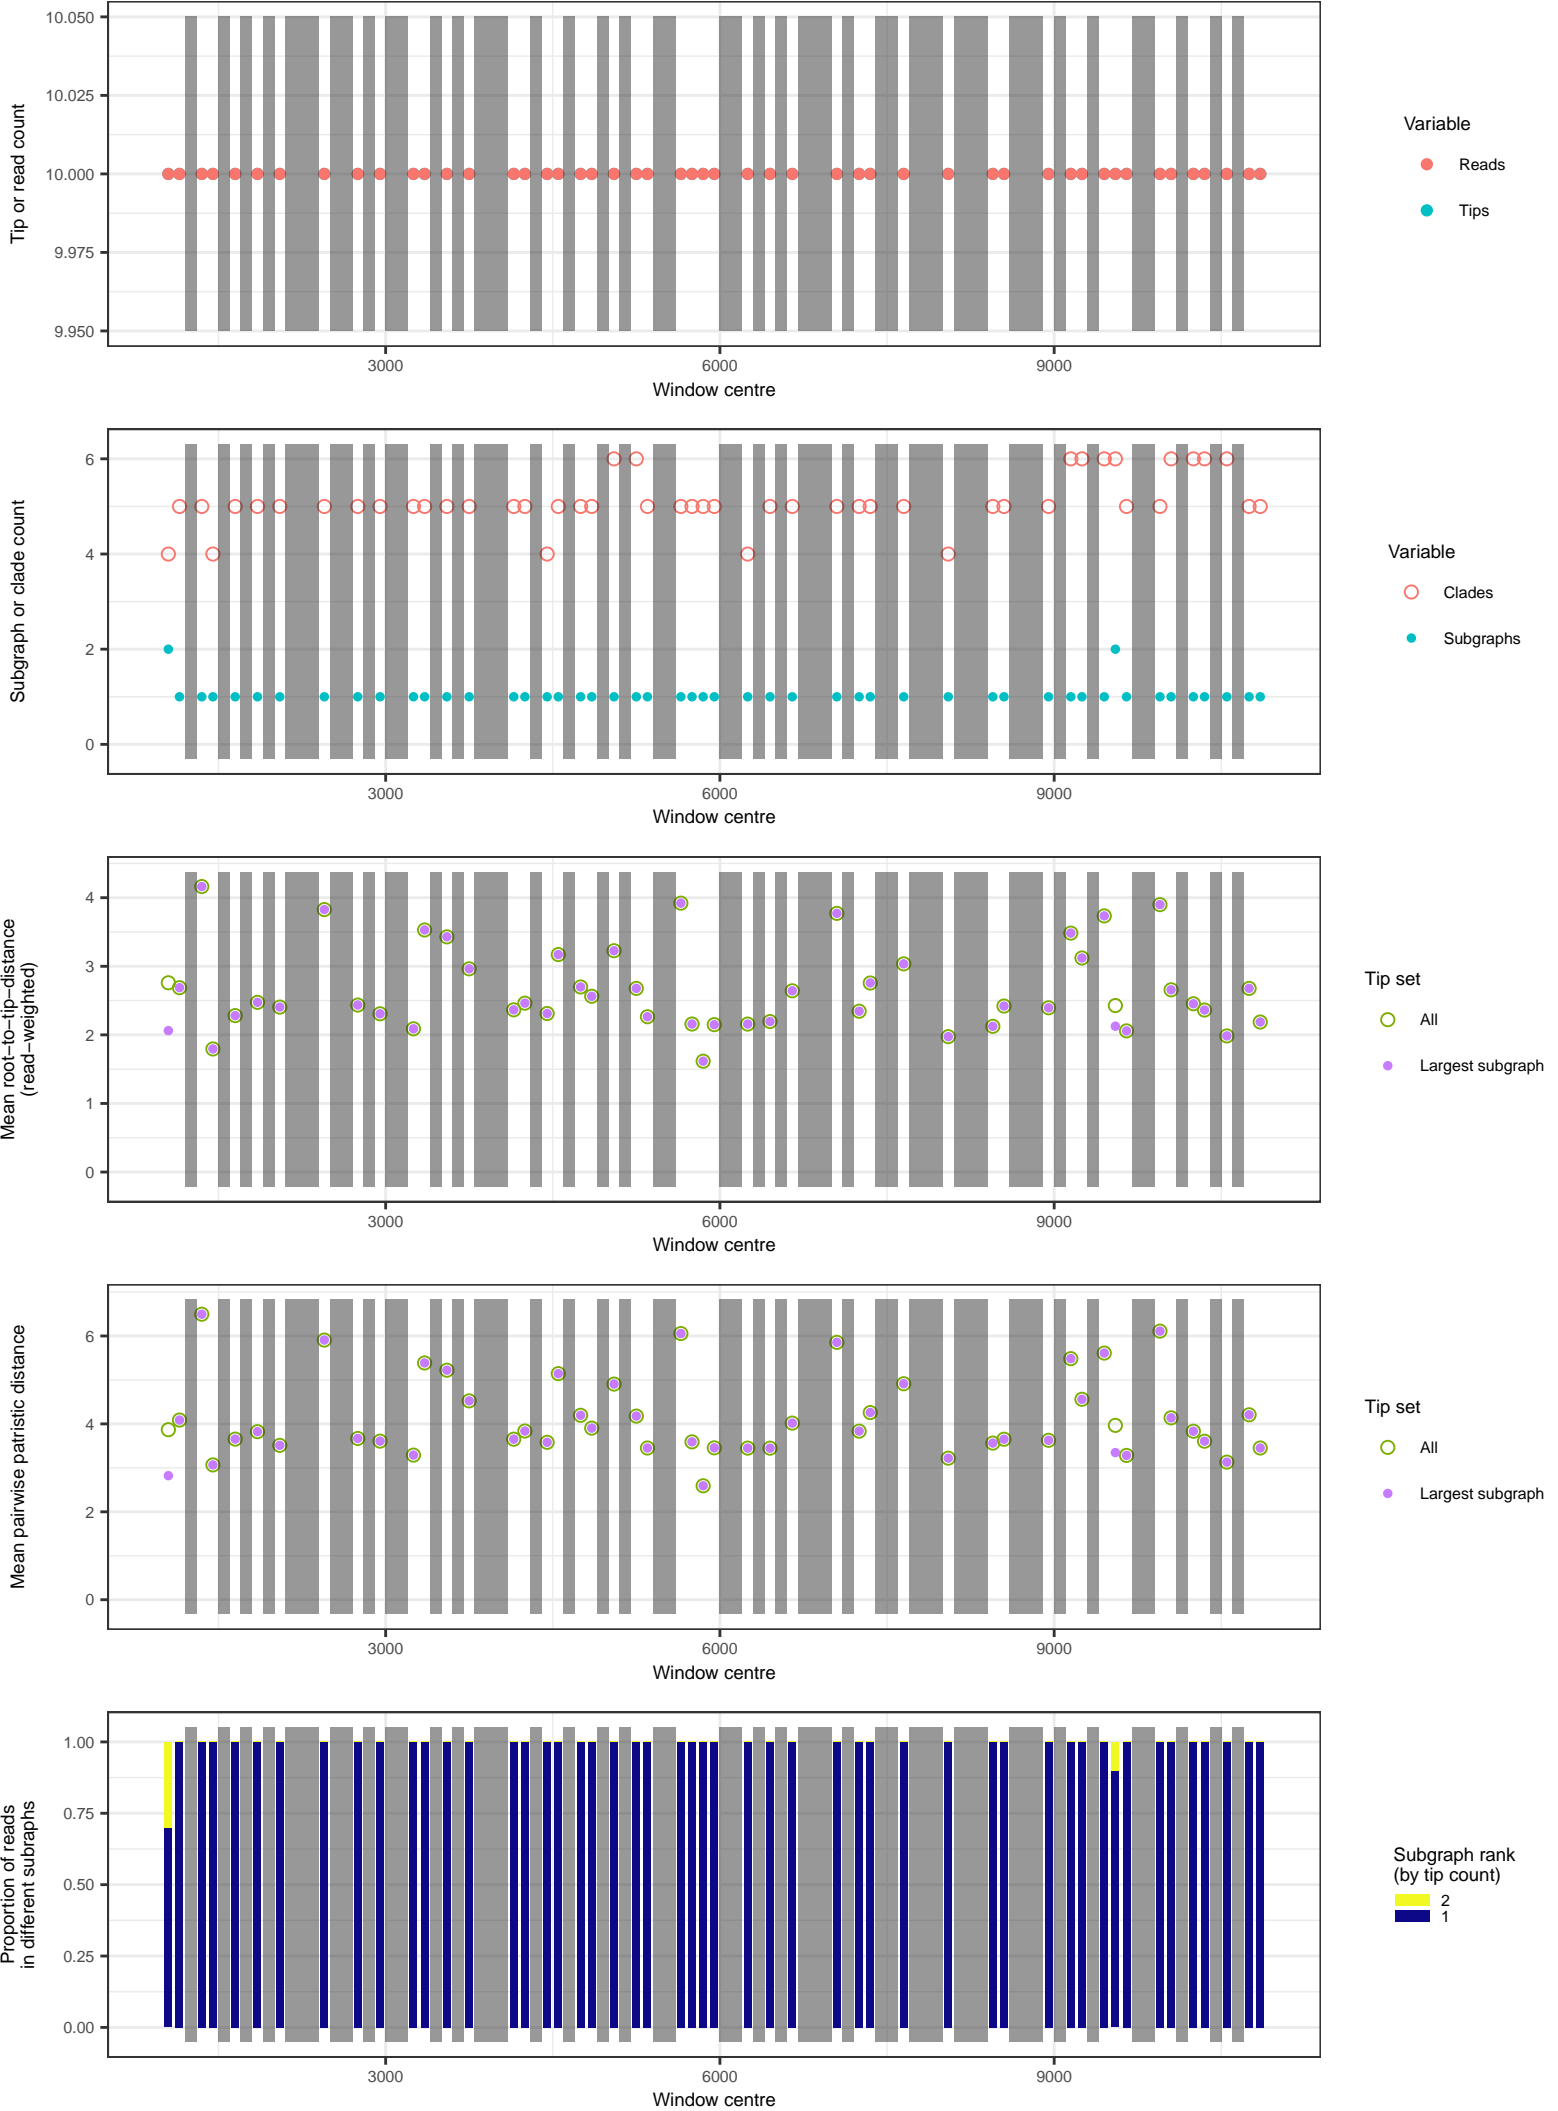 10.050
10.025
10.000
9.975
9.950
Tip or read count
3000 6000 9000
Window centre
Variable
Reads
Tips
6
4
2
0
Subgraph or clade count
3000 6000 9000
Window centre
Variable
Clades
Subgraphs
4
3
2
1
0
Mean root−to−tip−distance
(read−weighted)
3000 6000 9000
Window centre
Tip set
All
Largest subgraph
6
4
2
0
Mean pairwise patristic distance
3000 6000 9000
Window centre
Tip set
All
Largest subgraph
1.00
0.75
0.50
0.25
0.00
Proportion of reads
in different subraphs
3000 6000 9000
Window centre
Subgraph rank
(by tip count)
2
1